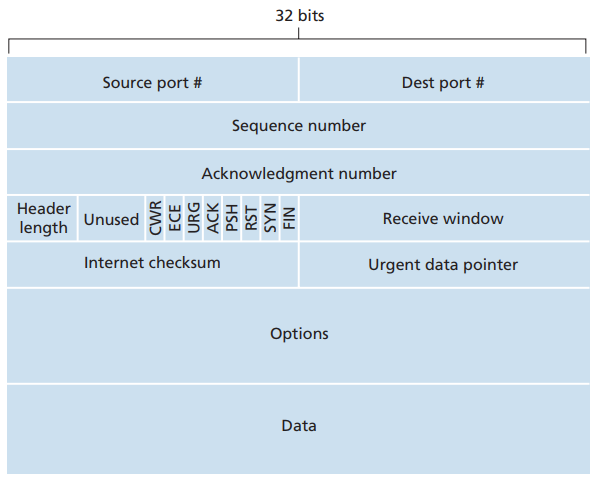 32 bits
Source port #
Dest port #
Sequence number
Acknowledgment number
Header
length
Unused
CWR
ECE
URG
ACK
PSH
RST
SYN
FIN
Receive window
Internet checksum
Urgent data pointer
Options
Data